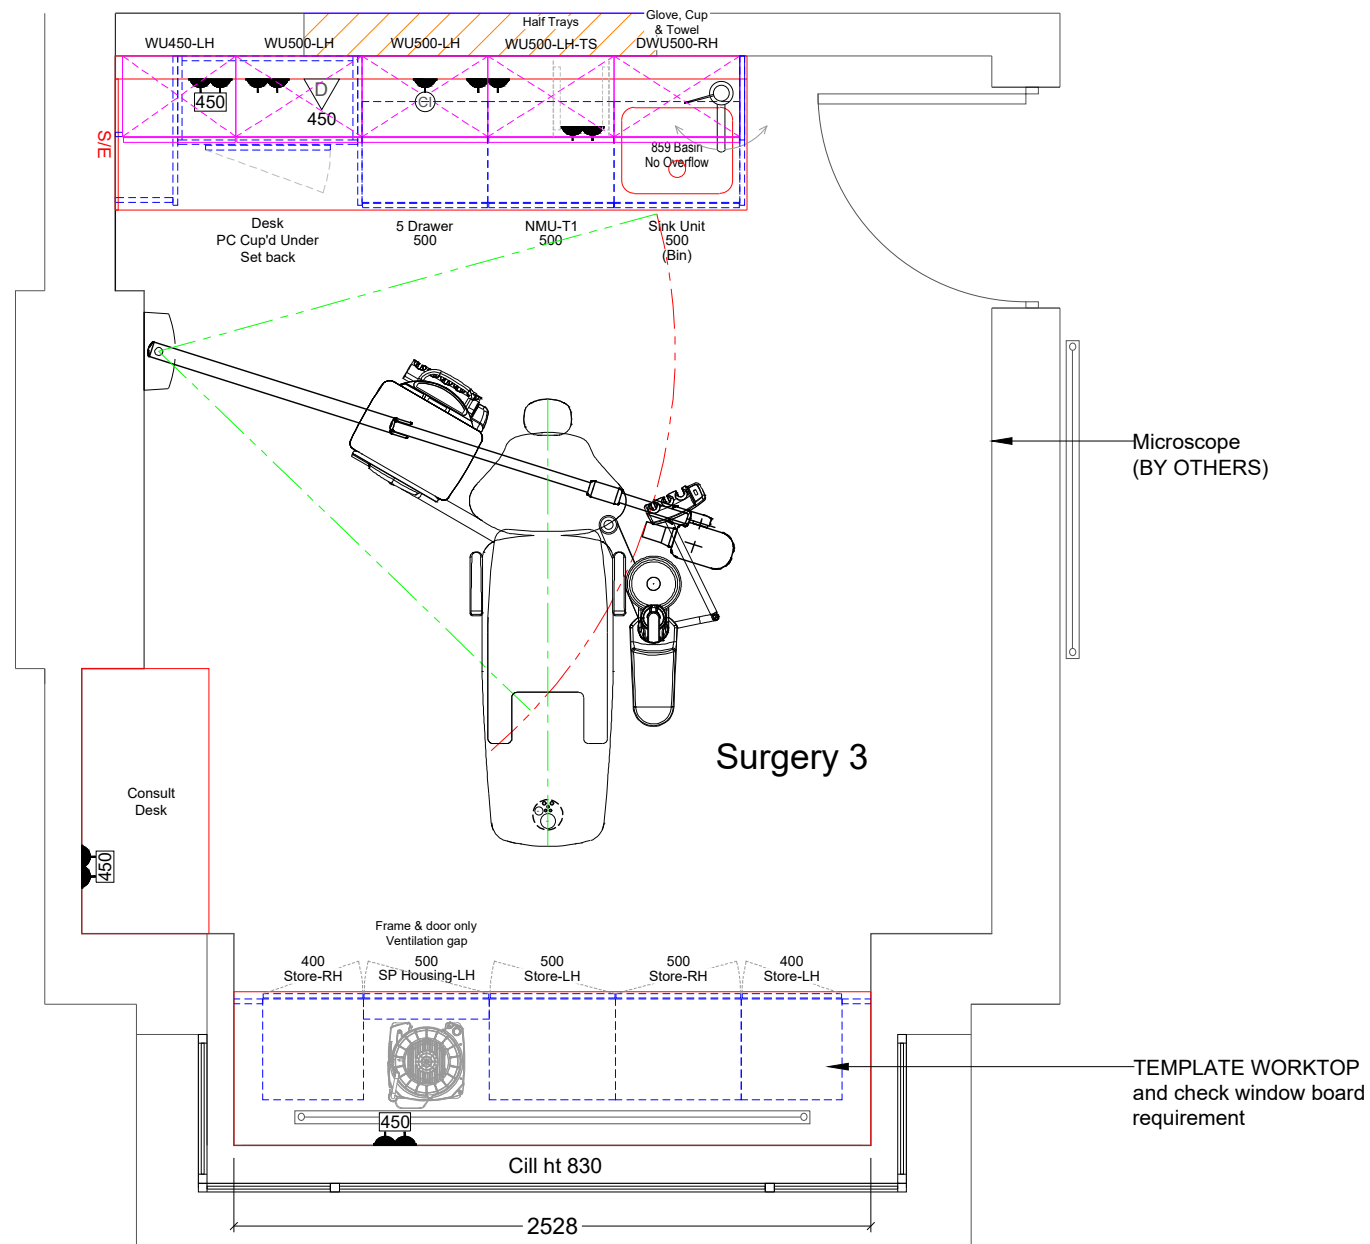 Half Trays
Glove, Cup
& Towel
WU450-LH
WU500-LH
WU500-LH
WU500-LH-TS
DWU500-RH
450
D
450
CI
S/E
859 Basin
No Overflow
Desk
PC Cup'd Under
Set back
5 Drawer
500
NMU-T1
500
Sink Unit
500
(Bin)
Microscope
(BY OTHERS)
Surgery 3
Consult
Desk
450
Frame & door only
Ventilation gap
400
Store-RH
500
SP Housing-LH
500
Store-LH
500
Store-RH
400
Store-LH
TEMPLATE WORKTOP
and check window board
requirement
450
Cill ht 830
2528